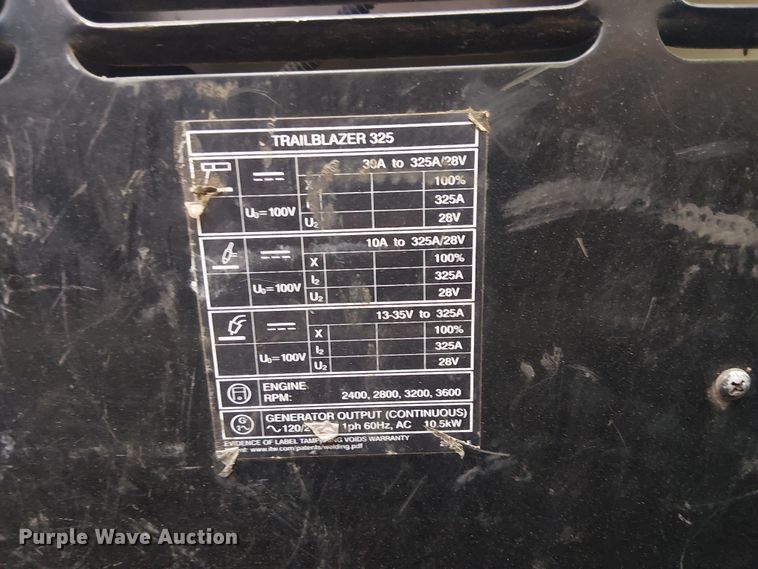 TRAILBLAZER 325
30A to 325A/28V
X 100%
325A
U₀=100V
U₂ 28V
10A to 325A/28V
X 100%
I₂ 325A
U₀=100V
U₂ 28V
13-35V to 325A
X 100%
I₂ 325A
U₀=100V
U₂ 28V
ENGINE
RPM: 2400, 2800, 3200, 3600
G
1~
GENERATOR OUTPUT (CONTINUOUS)
120/2 1ph 60Hz, AC 10.5kW
EVIDENCE OF LABEL TAMPERING VOIDS WARRANTY
www.itw.com/patents/welding.pdf
Purple Wave Auction